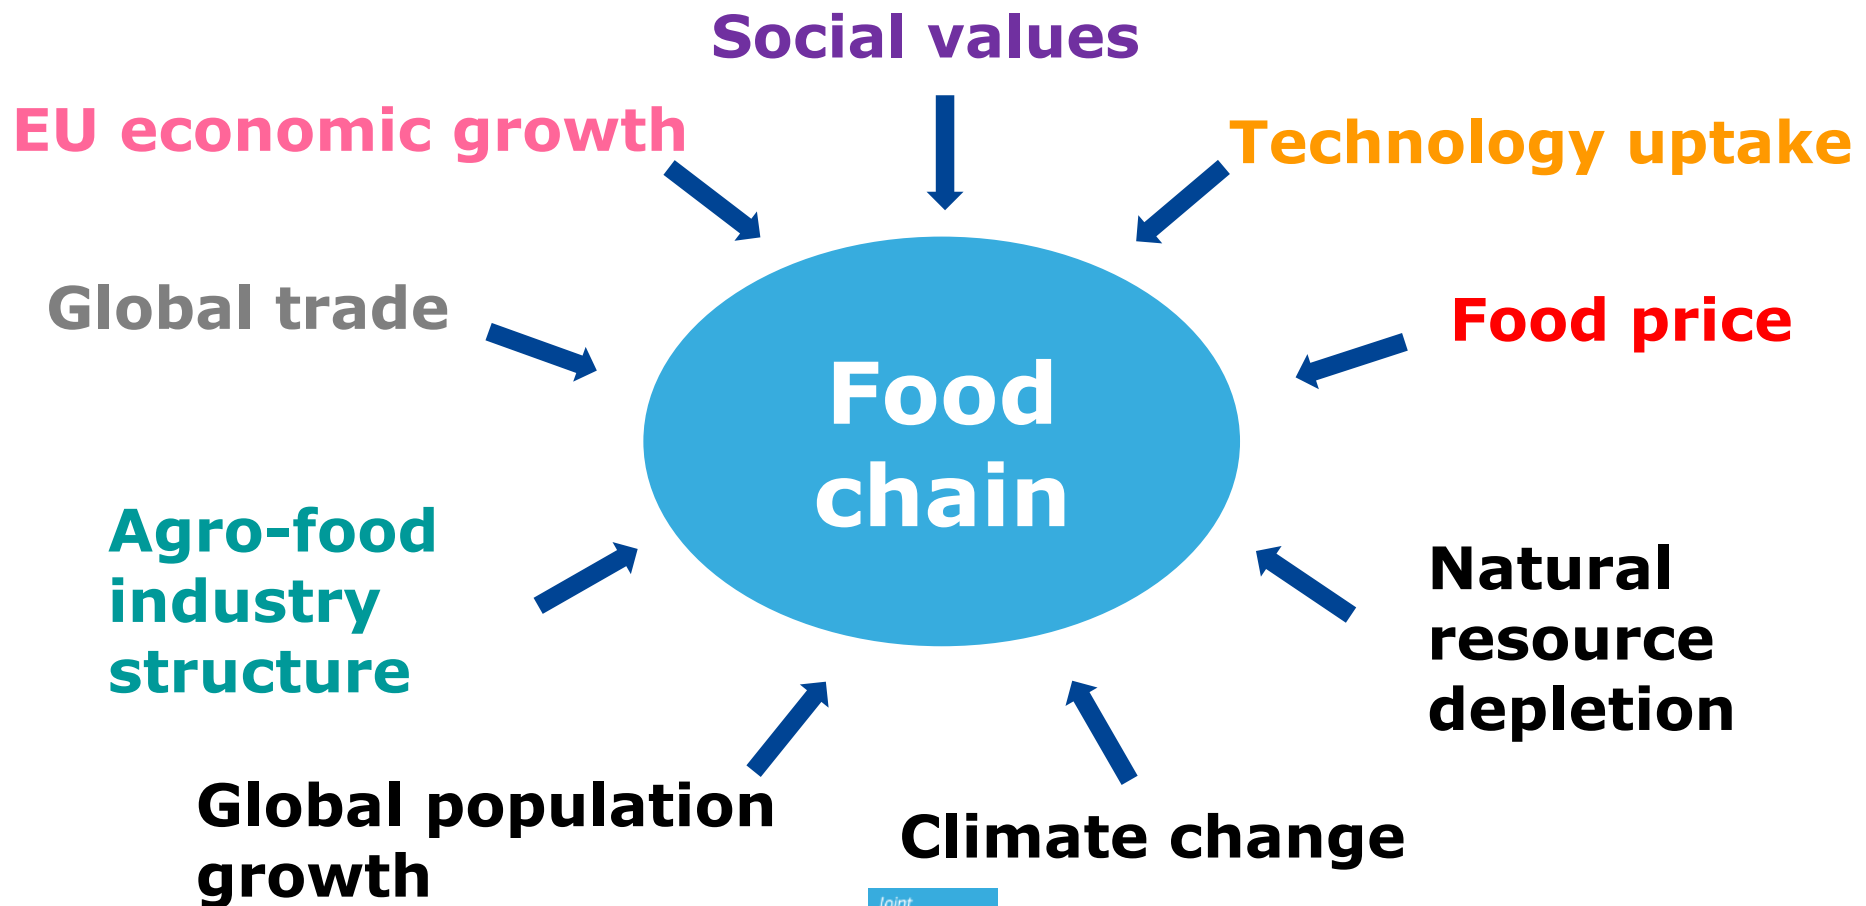 Social values
EU economic growth
Technology uptake
Global trade
Food price
Food
chain
Agro-food
industry
structure
Natural
resource
depletion
Global population
growth
Climate change
Joint